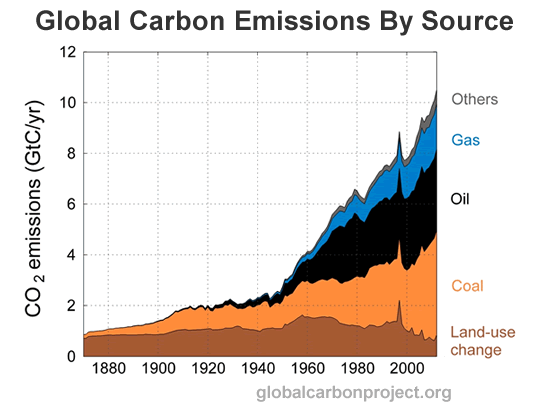 Global Carbon Emissions By Source
CO2 emissions (GtC/yr)
12
10
8
6
4
2
0
1880
1900
1920
1940
1960
1980
2000
Others
Gas
Oil
Coal
Land-use
change
globalcarbonproject.org